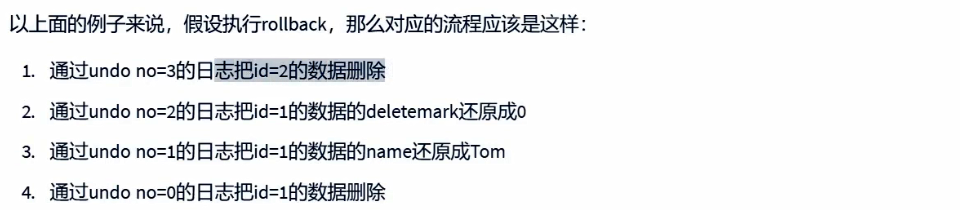 以上面的例子来说，假设执行rollback，那么对应的流程应该是这样：
1. 通过undo no=3的日志把id=2的数据删除
2. 通过undo no=2的日志把id=1的数据的deletemark还原成0
3. 通过undo no=1的日志把id=1的数据的name还原成Tom
4. 通过undo no=0的日志把id=1的数据删除